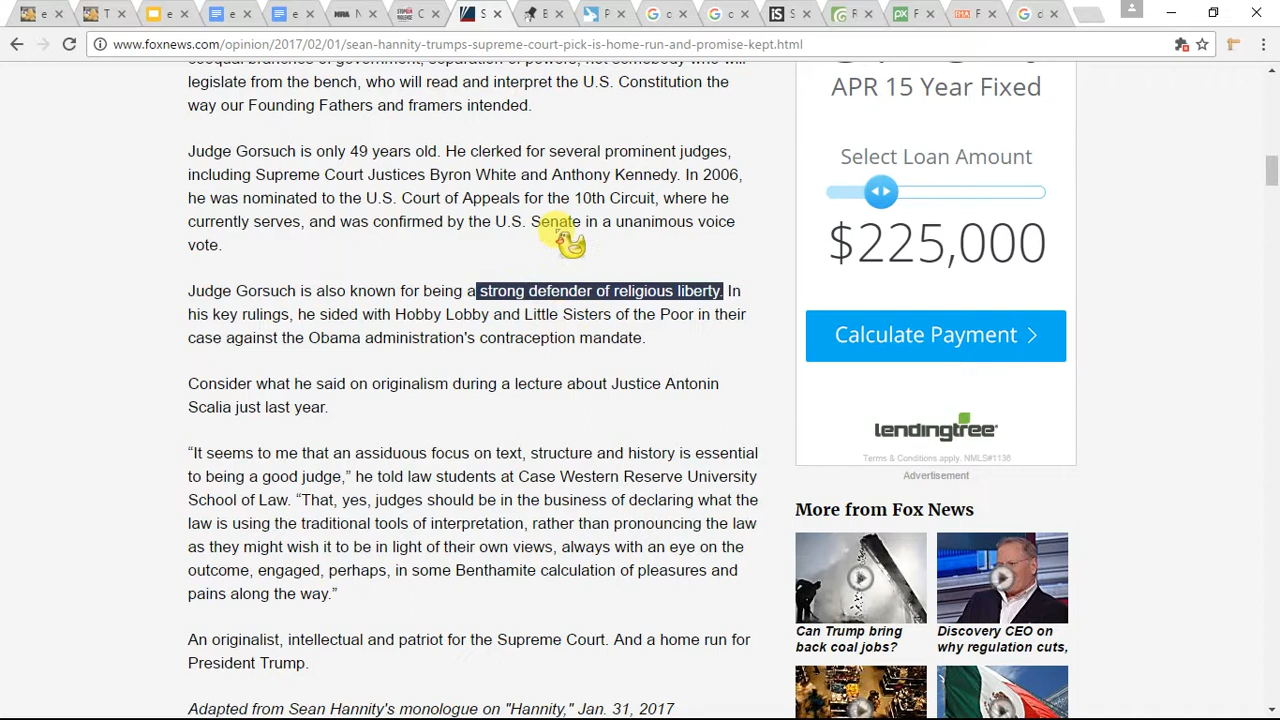 e
T
e
e
e
NRA N
C
S
E
P
c
c
S
R
px
F
c
www.foxnews.com/opinion/2017/02/01/sean-hannity-trumps-supreme-court-pick-is-home-run-and-promise-kept.html
legislate from the bench, who will read and interpret the U.S. Constitution the
way our Founding Fathers and framers intended.
Judge Gorsuch is only 49 years old. He clerked for several prominent judges,
including Supreme Court Justices Byron White and Anthony Kennedy. In 2006,
he was nominated to the U.S. Court of Appeals for the 10th Circuit, where he
currently serves, and was confirmed by the U.S. Senate in a unanimous voice
vote.
Judge Gorsuch is also known for being a strong defender of religious liberty. In
his key rulings, he sided with Hobby Lobby and Little Sisters of the Poor in their
case against the Obama administration's contraception mandate.
Consider what he said on originalism during a lecture about Justice Antonin
Scalia just last year.
“It seems to me that an assiduous focus on text, structure and history is essential
to being a good judge,” he told law students at Case Western Reserve University
School of Law. “That, yes, judges should be in the business of declaring what the
law is using the traditional tools of interpretation, rather than pronouncing the law
as they might wish it to be in light of their own views, always with an eye on the
outcome, engaged, perhaps, in some Benthamite calculation of pleasures and
pains along the way.”
An originalist, intellectual and patriot for the Supreme Court. And a home run for
President Trump.
Adapted from Sean Hannity's monologue on "Hannity," Jan. 31, 2017
APR 15 Year Fixed
Select Loan Amount
$225,000
Calculate Payment
lendingtree
Terms & Conditions apply. NMLS#1136
Advertisement
More from Fox News
Can Trump bring
back coal jobs?
Discovery CEO on
why regulation cuts,